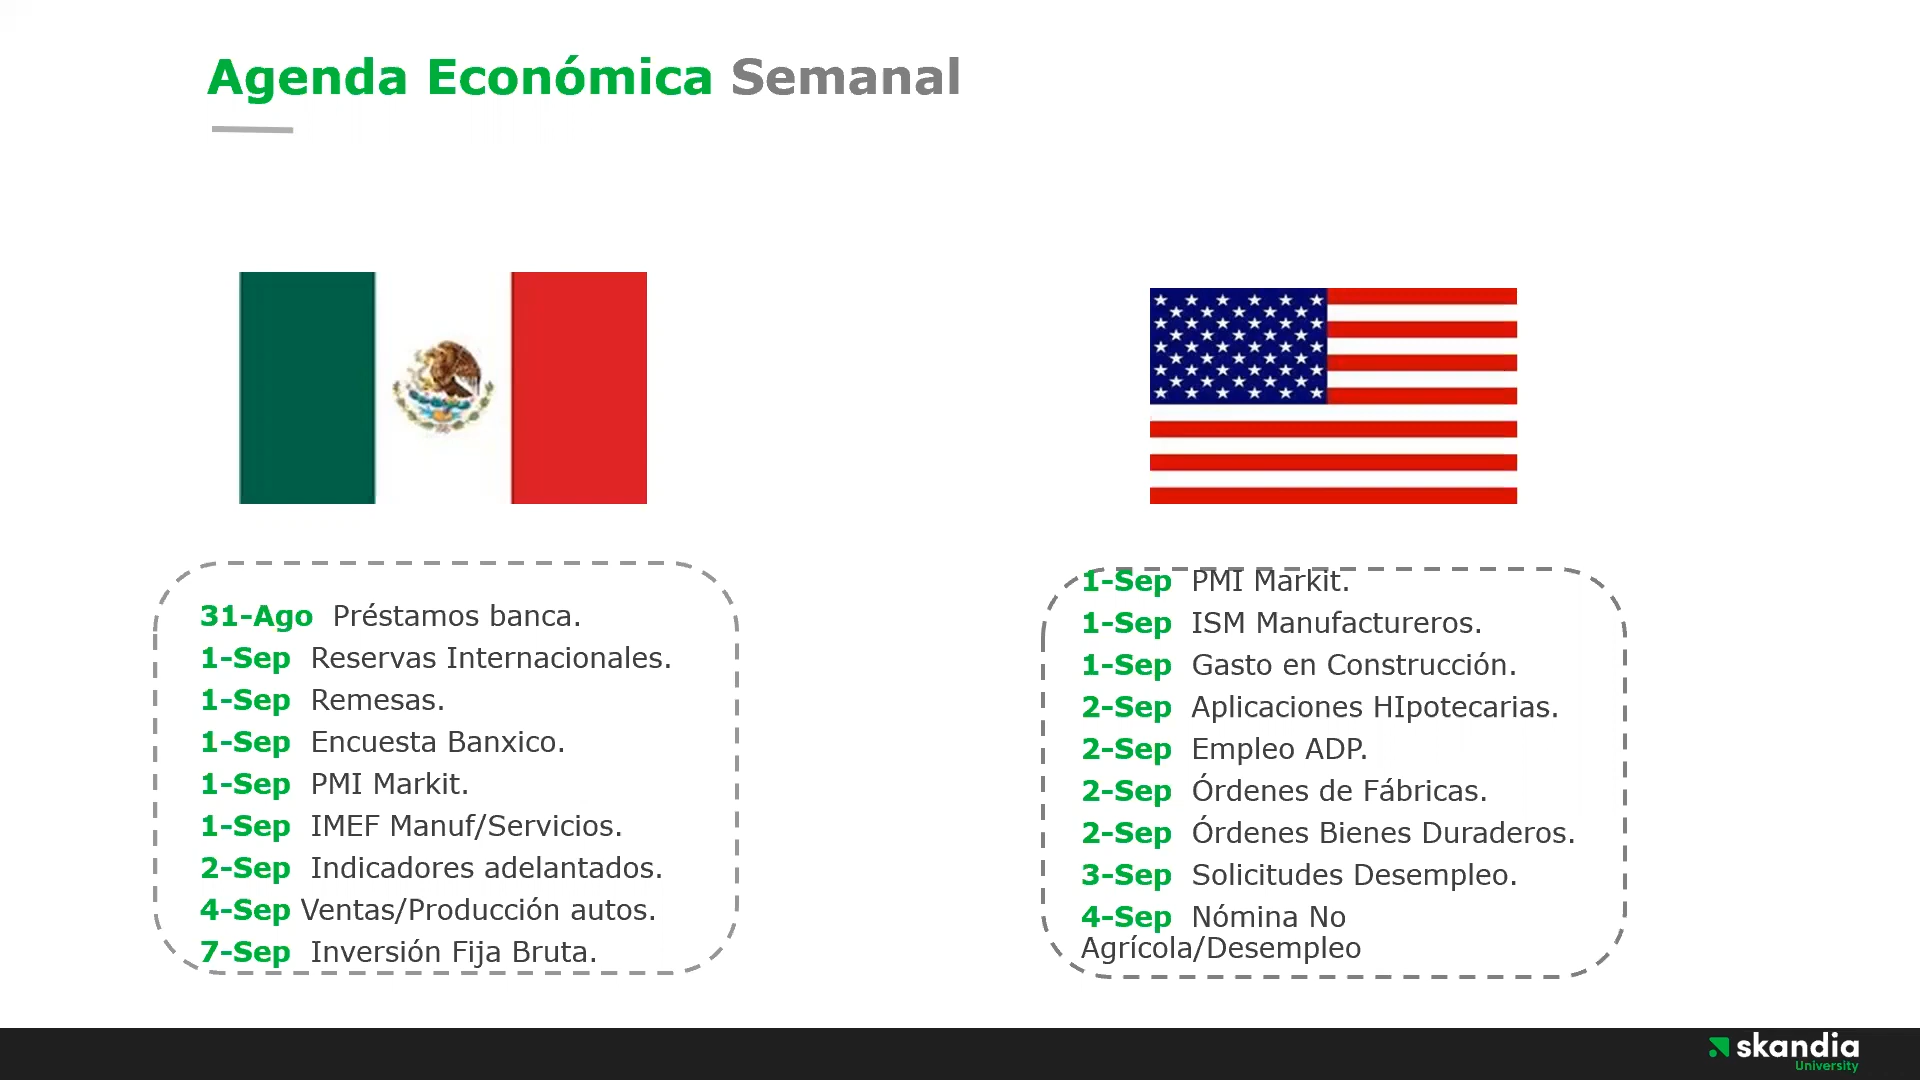 Agenda Económica Semanal
31-Ago Préstamos banca.
1-Sep Reservas Internacionales.
1-Sep Remesas.
1-Sep Encuesta Banxico.
1-Sep PMI Markit.
1-Sep IMEF Manuf/Servicios.
2-Sep Indicadores adelantados.
4-Sep Ventas/Producción autos.
7-Sep Inversión Fija Bruta.
1-Sep PMI Markit.
1-Sep ISM Manufactureros.
1-Sep Gasto en Construcción.
2-Sep Aplicaciones HIpotecarias.
2-Sep Empleo ADP.
2-Sep Órdenes de Fábricas.
2-Sep Órdenes Bienes Duraderos.
3-Sep Solicitudes Desempleo.
4-Sep Nómina No
Agrícola/Desempleo
skandia
University